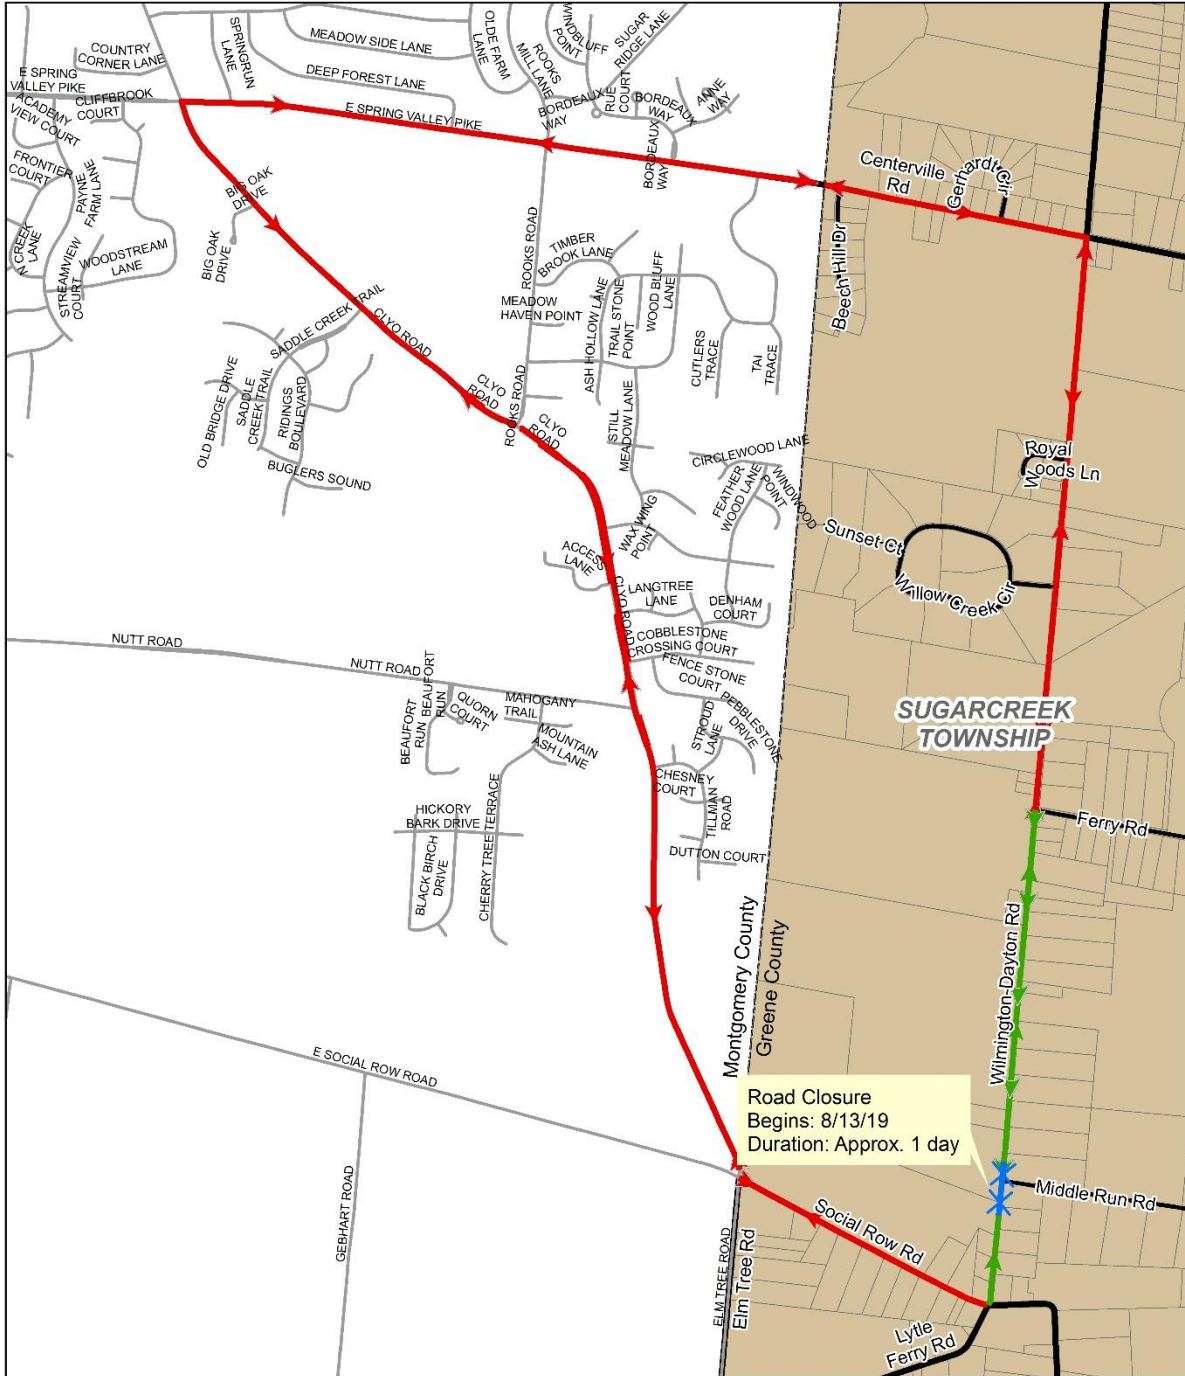 COUNTRY
CORNER LANE
SPRINGRUN
LANE
MEADOW SIDE LANE
DEEP FOREST LANE
OLDE FARM
LANE
ROOKS
MILL LANE
WINDBLUFF
POINT
SUGAR
RIDGE LANE
E SPRING
VALLEY PIKE
CLIFFBROOK
COURT
ACADEMY
VIEW COURT
E SPRING VALLEY PIKE
BORDEAUX
WAY
RUE
COURT
BORDEAUX
WAY
ANNE
WAY
BORDEAUX
WAY
FRONTIER
COURT
PAYNE
FARM LANE
N CREEK
LANE
STREAMVIEW
COURT
WOODSTREAM
LANE
BIG OAK
DRIVE
BIG OAK
DRIVE
ROOKS ROAD
TIMBER
BROOK LANE
MEADOW
HAVEN POINT
ASH HOLLOW LANE
TRAIL STONE
POINT
WOOD BLUFF
LANE
CUTLERS
TRACE
TAI
TRACE
Centerville
Rd
Gerhardt Cir
Beech Hill Dr
SADDLE CREEK TRAIL
CLYO ROAD
OLD BRIDGE DRIVE
SADDLE
CREEK TRAIL
RIDINGS
BOULEVARD
BUGLERS SOUND
CLYO
ROAD
ROOKS ROAD
CLYO
ROAD
STILL
MEADOW LANE
CIRCLEWOOD LANE
FEATHER
WOOD LANE
WINDWOOD
POINT
Royal
Woods Ln
Sunset Ct
Willow Creek Cir
WAX WING
POINT
ACCESS
LANE
CLYO ROAD
LANGTREE
LANE
DENHAM
COURT
COBBLESTONE
CROSSING COURT
FENCE STONE
COURT
PEBBLESTONE
DRIVE
STROUD
LANE
NUTT ROAD
NUTT ROAD
BEAUFORT
RUN
BEAUFORT
RUN
QUORN
COURT
MAHOGANY
TRAIL
MOUNTAIN
ASH LANE
CHESNEY
COURT
TILLMAN
ROAD
DUTTON COURT
HICKORY
BARK DRIVE
BLACK BIRCH
DRIVE
CHERRY TREE TERRACE
SUGARCREEK
TOWNSHIP
Ferry Rd
Wilmington-Dayton Rd
Montgomery County
Greene County
E SOCIAL ROW ROAD
GEBHART ROAD
Road Closure
Begins: 8/13/19
Duration: Approx. 1 day
Middle Run Rd
Social Row Rd
ELM TREE ROAD
Elm Tree Rd
Lytle
Ferry Rd